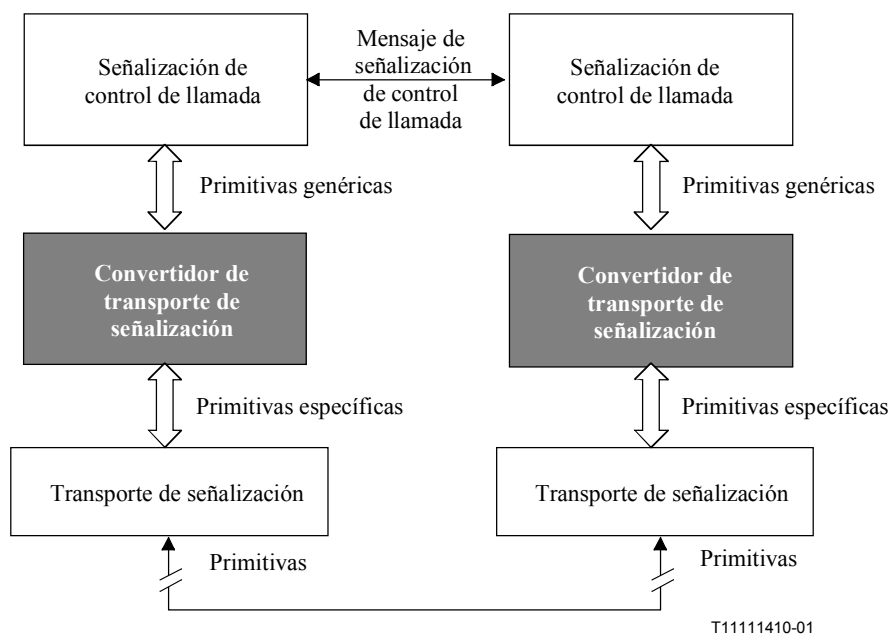 Señalización de
control de llamada
Mensaje de
señalización
de control
de llamada
Señalización de
control de llamada
Primitivas genéricas
Primitivas genéricas
Convertidor de
transporte de
señalización
Convertidor de
transporte de
señalización
Primitivas específicas
Primitivas específicas
Transporte de señalización
Transporte de señalización
Primitivas
Primitivas
T11111410-01